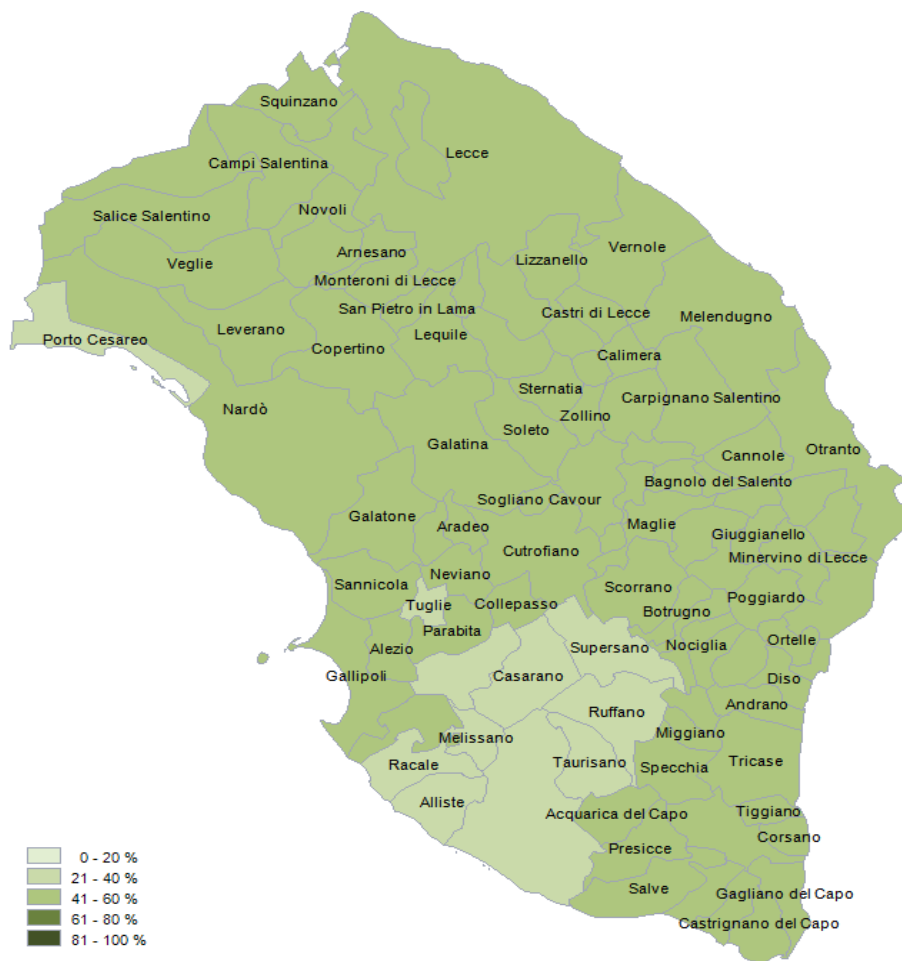 Squinzano
Lecce
Campi Salentina
Novoli
Salice Salentino
Arnesano
Vernole
Lizzanello
Veglie
Monteroni di Lecce
San Pietro in Lama
Castri di Lecce
Melendugno
Leverano
Lequile
Porto Cesareo
Copertino
Calimera
Sternatia
Carpignano Salentino
Nardò
Zollino
Soleto
Galatina
Otranto
Cannole
Bagnolo del Salento
Sogliano Cavour
Galatone
Aradeo
Maglie
Giuggianello
Cutrofiano
Minervino di Lecce
Neviano
Sannicola
Scorrano
Poggiardo
Tuglie
Collepasso
Botrugno
Parabita
Ortelle
Nociglia
Supersano
Alezio
Gallipoli
Casarano
Diso
Andrano
Ruffano
Miggiano
Melissano
Racale
Taurisano
Specchia
Tricase
Alliste
Acquarica del Capo
Tiggiano
Corsano
Presicce
Salve
Gagliano del Capo
Castrignano del Capo
0 - 20 %
21 - 40 %
41 - 60 %
61 - 80 %
81 - 100 %